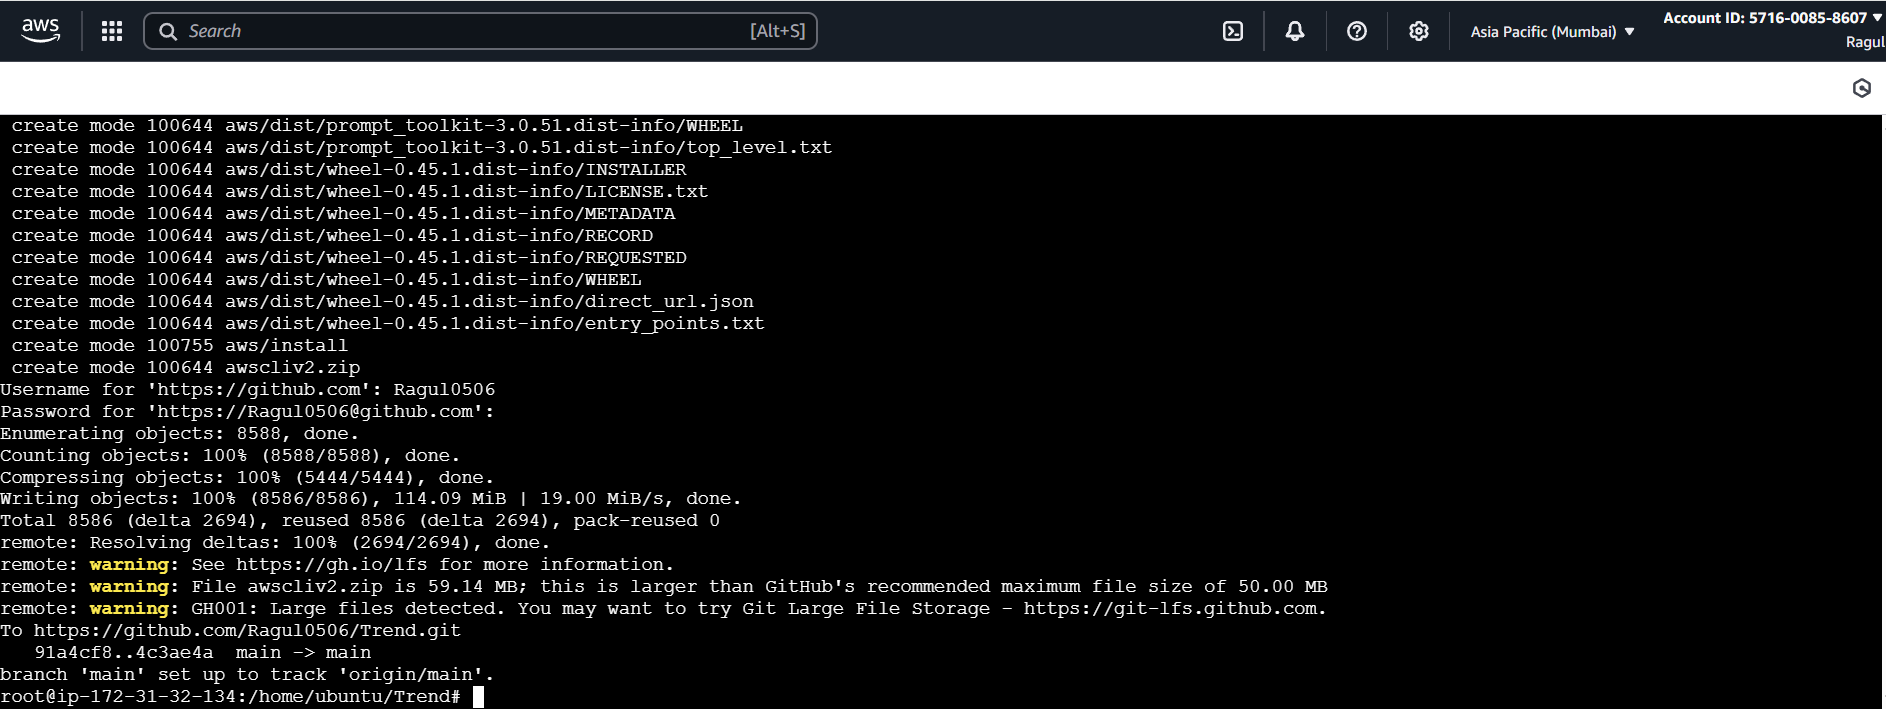 aws
Search [Alt+S]
Asia Pacific (Mumbai)
Account ID: 5716-0085-8607
Ragul
create mode 100644 aws/dist/prompt_toolkit-3.0.51.dist-info/WHEEL
create mode 100644 aws/dist/prompt_toolkit-3.0.51.dist-info/top_level.txt
create mode 100644 aws/dist/wheel-0.45.1.dist-info/INSTALLER
create mode 100644 aws/dist/wheel-0.45.1.dist-info/LICENSE.txt
create mode 100644 aws/dist/wheel-0.45.1.dist-info/METADATA
create mode 100644 aws/dist/wheel-0.45.1.dist-info/RECORD
create mode 100644 aws/dist/wheel-0.45.1.dist-info/REQUESTED
create mode 100644 aws/dist/wheel-0.45.1.dist-info/WHEEL
create mode 100644 aws/dist/wheel-0.45.1.dist-info/direct_url.json
create mode 100644 aws/dist/wheel-0.45.1.dist-info/entry_points.txt
create mode 100755 aws/install
create mode 100644 awscliv2.zip
Username for 'https://github.com': Ragul0506
Password for 'https://Ragul0506@github.com':
Enumerating objects: 8588, done.
Counting objects: 100% (8588/8588), done.
Compressing objects: 100% (5444/5444), done.
Writing objects: 100% (8586/8586), 114.09 MiB | 19.00 MiB/s, done.
Total 8586 (delta 2694), reused 8586 (delta 2694), pack-reused 0
remote: Resolving deltas: 100% (2694/2694), done.
remote: warning: See https://gh.io/lfs for more information.
remote: warning: File awscliv2.zip is 59.14 MB; this is larger than GitHub's recommended maximum file size of 50.00 MB
remote: warning: GH001: Large files detected. You may want to try Git Large File Storage - https://git-lfs.github.com.
To https://github.com/Ragul0506/Trend.git
91a4cf8..4c3ae4a main -> main
branch 'main' set up to track 'origin/main'.
root@ip-172-31-32-134:/home/ubuntu/Trend#